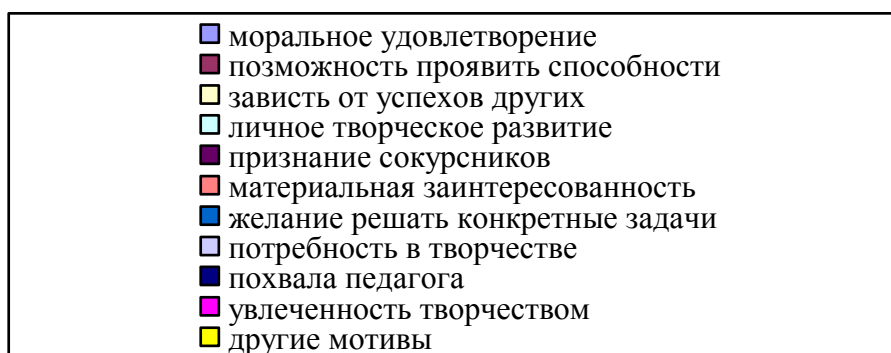 моральное удовлетворение
позможность проявить способности
зависть от успехов других
личное творческое развитие
признание сокурсников
материальная заинтересованность
желание решать конкретные задачи
потребность в творчестве
похвала педагога
увлеченность творчеством
другие мотивы